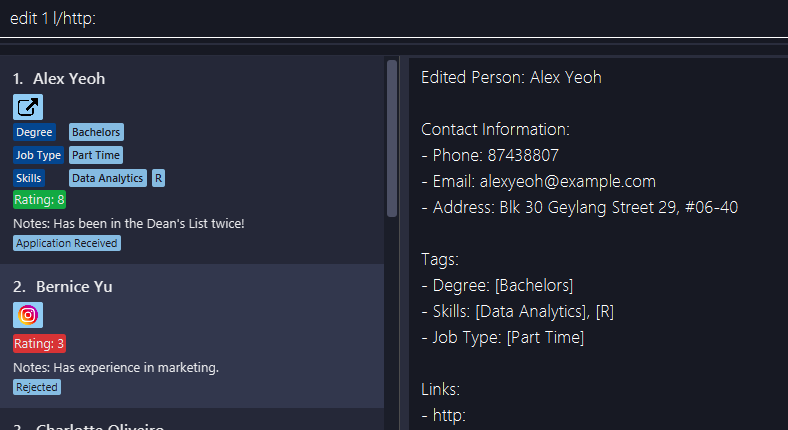 edit 1 l/http:
1. Alex Yeoh
Degree Bachelors
Job Type Part Time
Skills Data Analytics R
Rating: 8
Notes: Has been in the Dean's List twice!
Application Received
2. Bernice Yu
Rating: 3
Notes: Has experience in marketing.
Rejected
3. Charlotte Oliveiro
Edited Person: Alex Yeoh
Contact Information:
- Phone: 87438807
- Email: alexyeoh@example.com
- Address: Blk 30 Geylang Street 29, #06-40
Tags:
- Degree: [Bachelors]
- Skills: [Data Analytics], [R]
- Job Type: [Part Time]
Links:
- http: